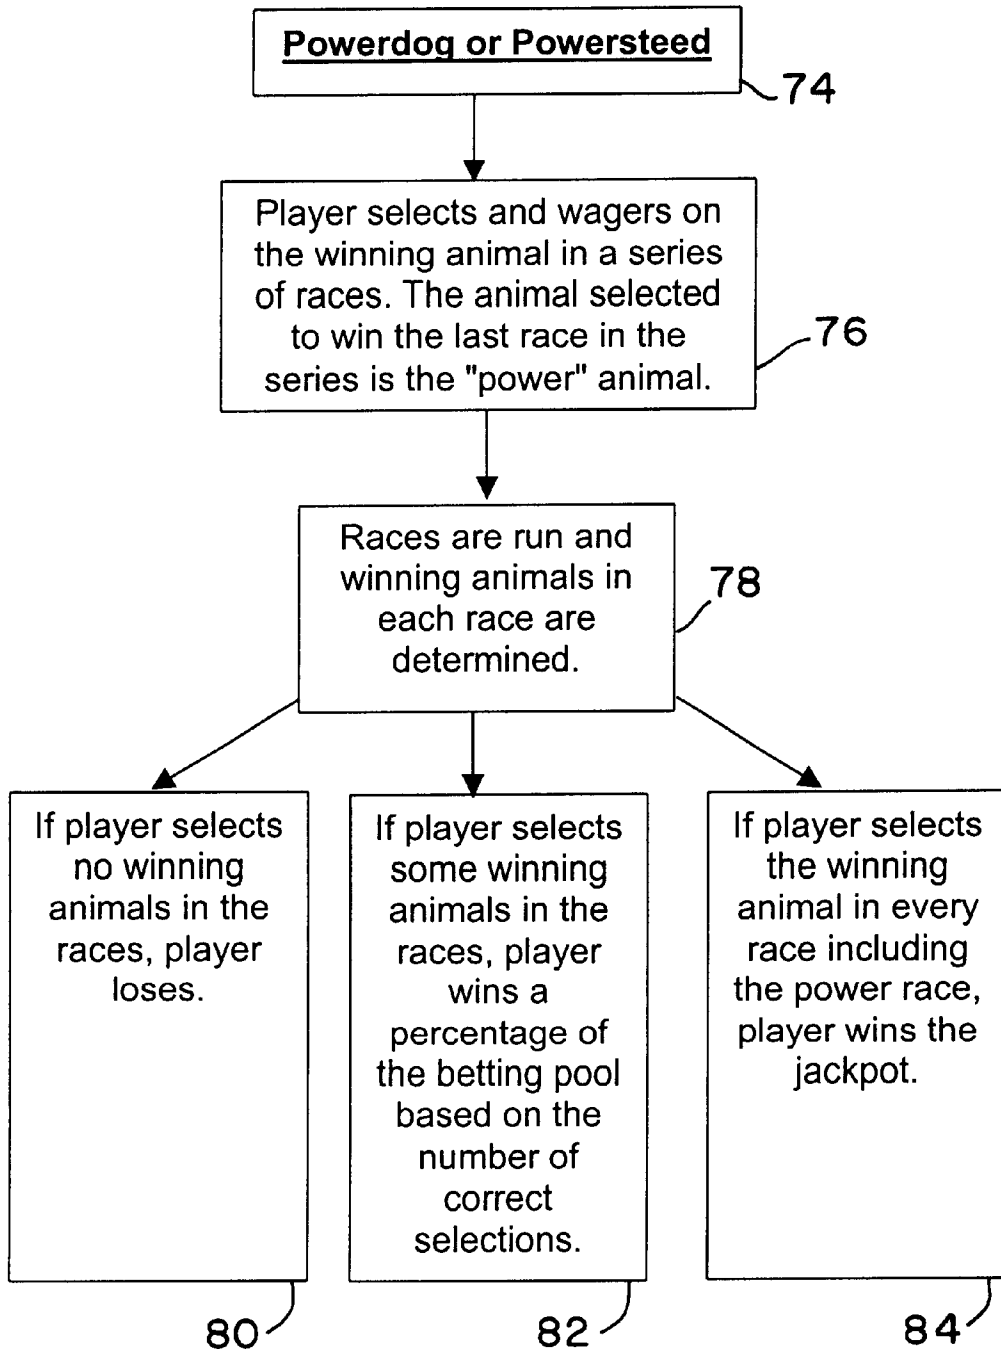 Powerdog or Powersteed
74
Player selects and wagers on
the winning animal in a series
of races. The animal selected
to win the last race in the
series is the "power" animal.
76
Races are run and
winning animals in
each race are
determined.
78
If player selects
no winning
animals in the
races, player
loses.
80
If player selects
some winning
animals in the
races, player
wins a
percentage of
the betting pool
based on the
number of
correct
selections.
82
If player selects
the winning
animal in every
race including
the power race,
player wins the
jackpot.
84